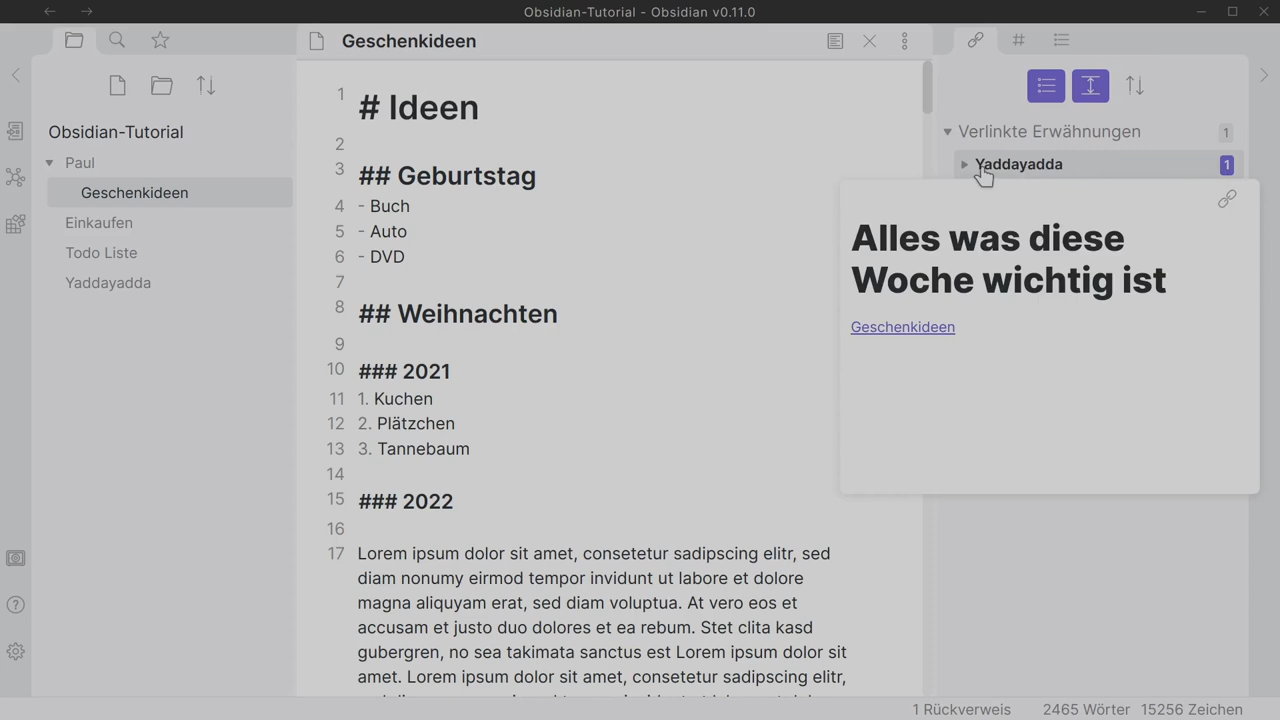 Obsidian-Tutorial - Obsidian v0.11.0
Geschenkideen
Obsidian-Tutorial
Paul
Geschenkideen
Einkaufen
Todo Liste
Yaddayadda
1 # Ideen
2
3 ## Geburtstag
4 - Buch
5 - Auto
6 - DVD
7
8 ## Weihnachten
9
10 ### 2021
11 1. Kuchen
12 2. Plätzchen
13 3. Tannebaum
14
15 ### 2022
16
17 Lorem ipsum dolor sit amet, consetetur sadipscing elitr, sed
diam nonumy eirmod tempor invidunt ut labore et dolore
magna aliquyam erat, sed diam voluptua. At vero eos et
accusam et justo duo dolores et ea rebum. Stet clita kasd
gubergren, no sea takimata sanctus est Lorem ipsum dolor sit
amet. Lorem ipsum dolor sit amet, consetetur sadipscing elitr,
Verlinkte Erwähnungen 1
Yaddayadda 1
Alles was diese
Woche wichtig ist
Geschenkideen
1 Rückverweis 2465 Wörter 15256 Zeichen